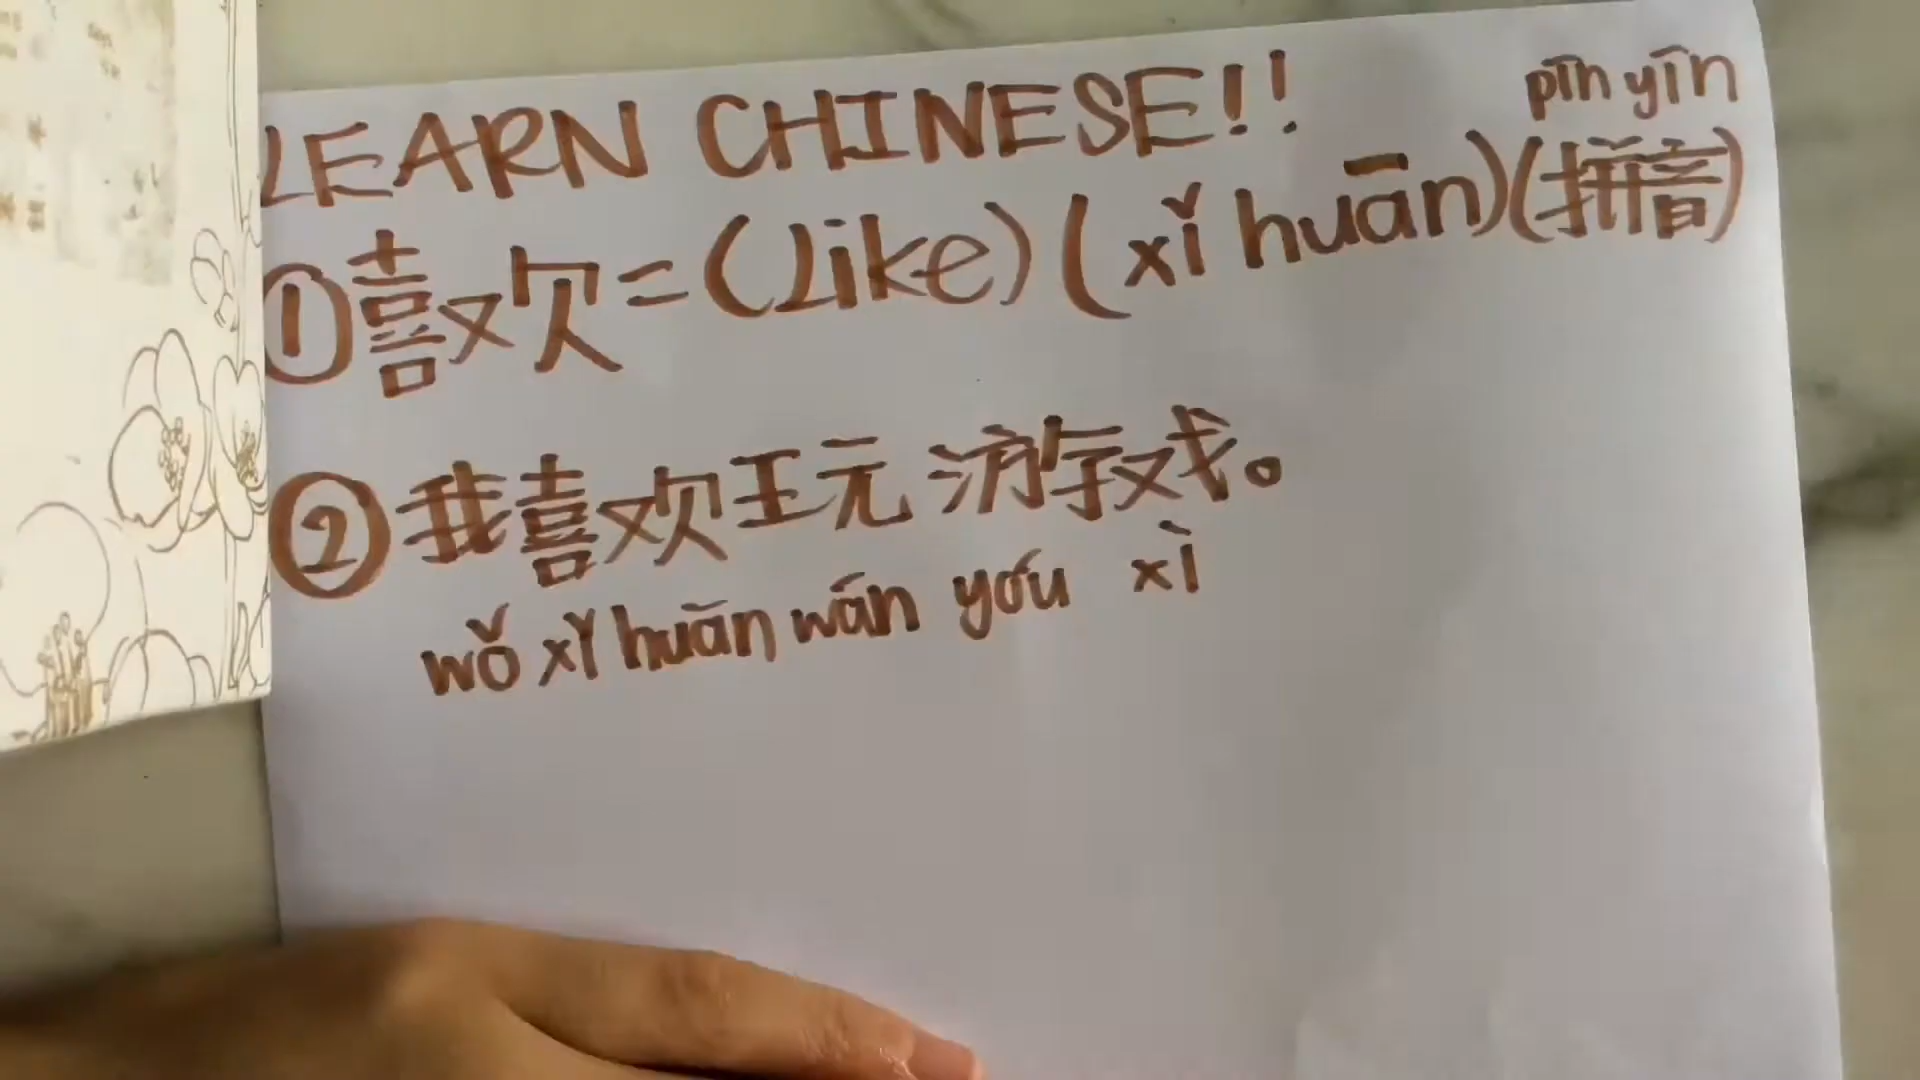 LEARN CHINESE!!
pīn yīn
①喜欢=(Like)(xǐ huān)(拼音)
②我喜欢玩游戏。
wǒ xǐ huān wán yóu xì